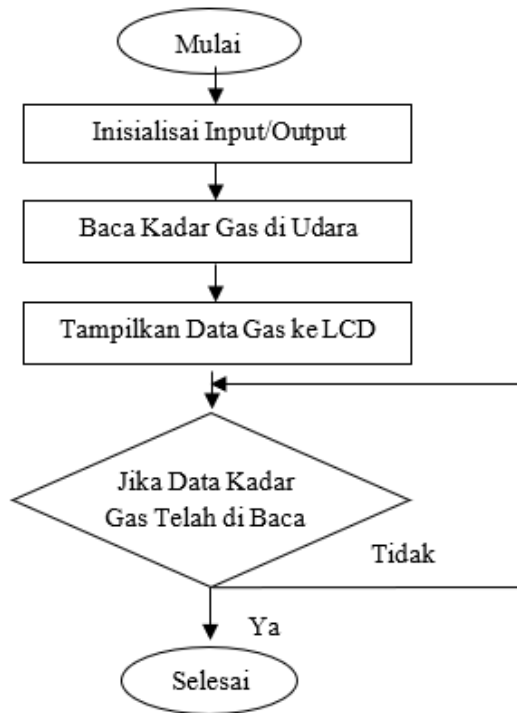 Mulai
Inisialisai Input/Output
Baca Kadar Gas di Udara
Tampilkan Data Gas ke LCD
Jika Data Kadar
Gas Telah di Baca
Tidak
Ya
Selesai